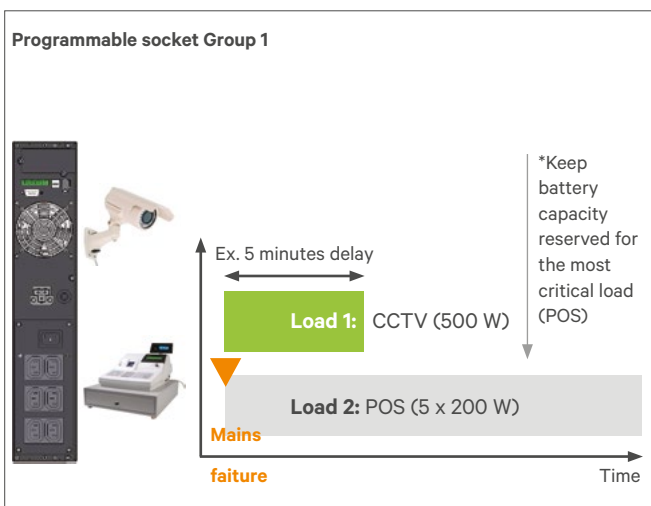 Programmable socket Group 1
*Keep
battery
capacity
reserved for
the most
critical load
(POS)
Ex. 5 minutes delay
Load 1: CCTV (500 W)
Load 2: POS (5 x 200 W)
Mains
faiture
Time